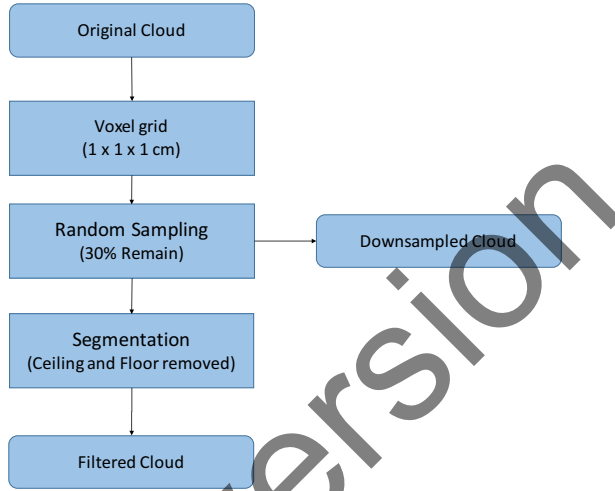 Original Cloud
Voxel grid
(1 x 1 x 1 cm)
Random Sampling
(30% Remain)
Downsampled Cloud
Segmentation
(Ceiling and Floor removed)
Filtered Cloud
ersion